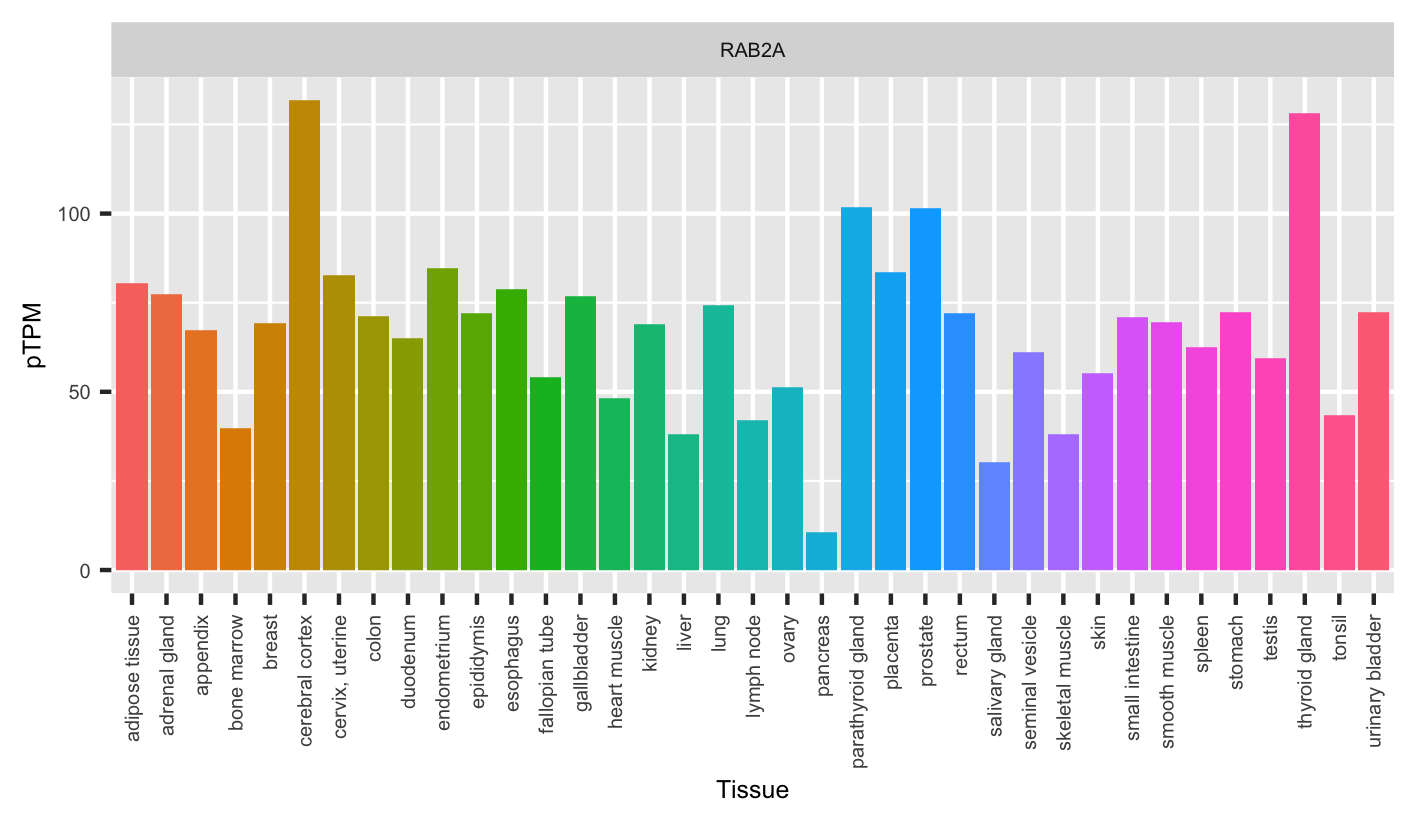 RAB2A
pTPM
100
50
0
adipose tissue
adrenal gland
appendix
bone marrow
breast
cerebral cortex
cervix, uterine
colon
duodenum
endometrium
epididymis
esophagus
fallopian tube
gallbladder
heart muscle
kidney
liver
lung
lymph node
ovary
pancreas
parathyroid gland
placenta
prostate
rectum
salivary gland
seminal vesicle
skeletal muscle
skin
small intestine
smooth muscle
spleen
stomach
testis
thyroid gland
tonsil
urinary bladder
Tissue